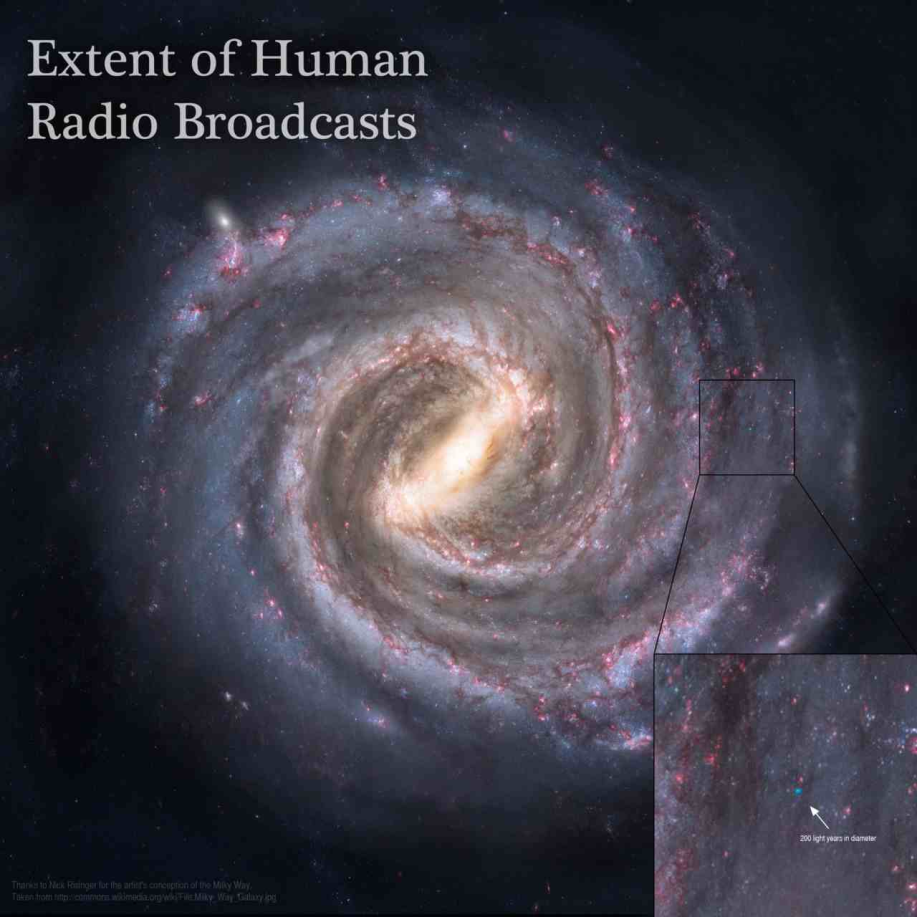 Extent of Human
Radio Broadcasts
200 light years in diameter
Thanks to Nick Risinger for the artist's conception of the Milky Way.
Taken from http://commons.wikimedia.org/wiki/File:Milky_Way_Galaxy.jpg